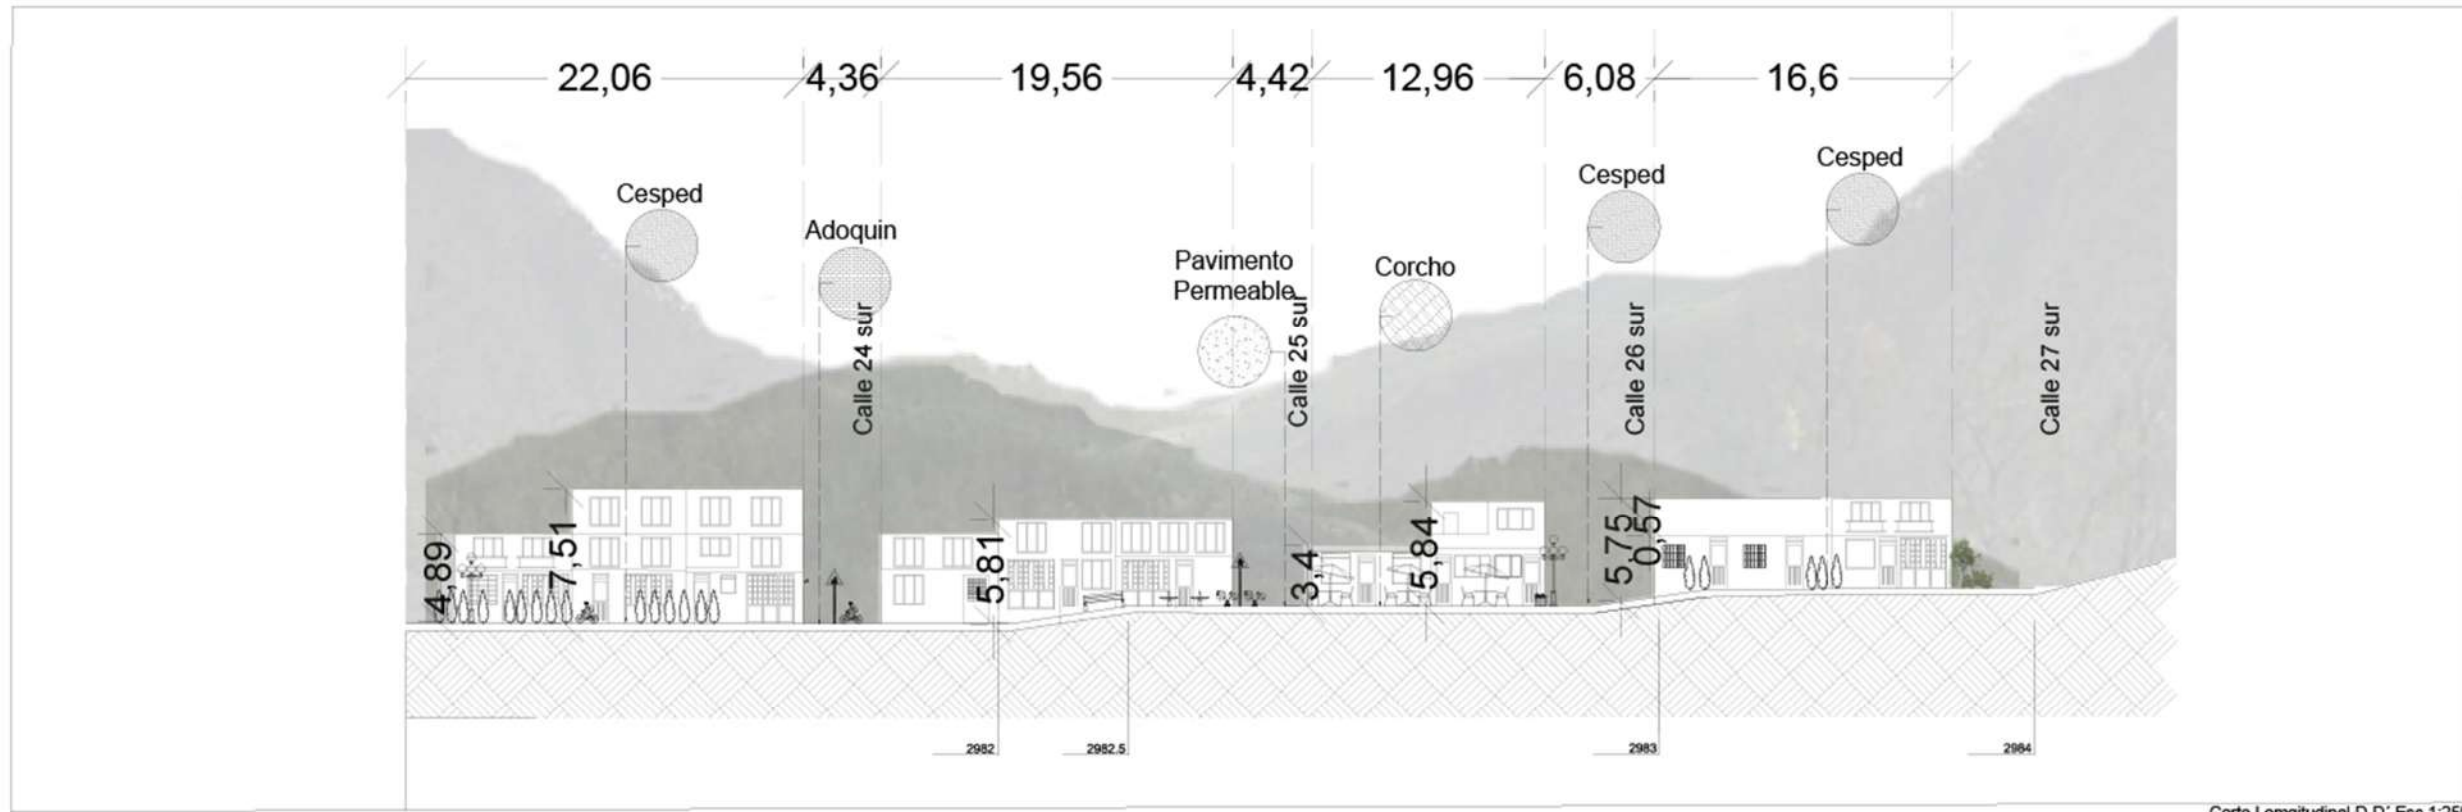 22,06
4,36
19,56
4,42
12,96
6,08
16,6
Cesped
Adoquin
Pavimento
Permeable
Corcho
Cesped
Cesped
Calle 24 sur
Calle 25 sur
Calle 26 sur
Calle 27 sur
4,89
7,51
5,81
3,4
5,84
5,75
0,57
2982
2982.5
2983
2984